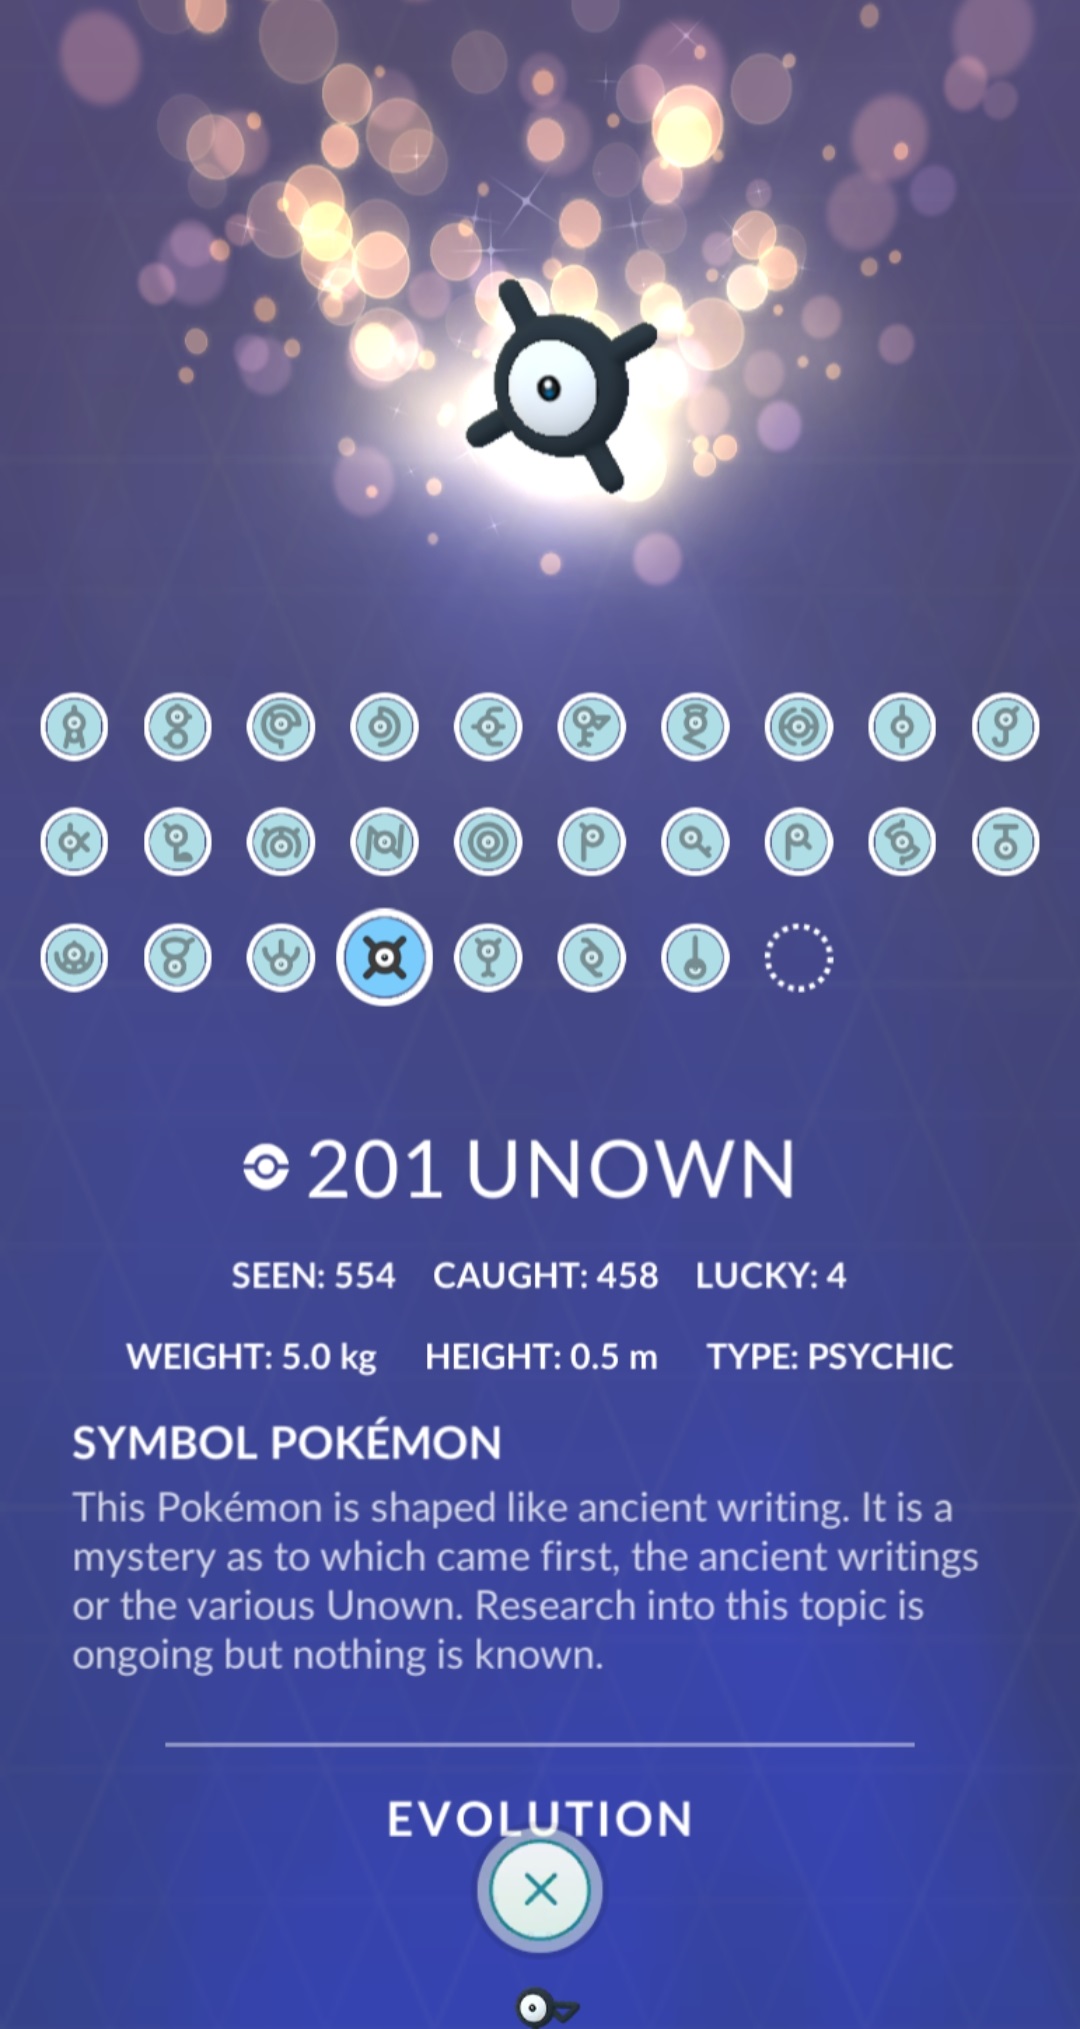 201 UNOWN
SEEN: 554 CAUGHT: 458 LUCKY: 4
WEIGHT: 5.0 kg HEIGHT: 0.5 m TYPE: PSYCHIC
SYMBOL POKÉMON
This Pokémon is shaped like ancient writing. It is a
mystery as to which came first, the ancient writings
or the various Unown. Research into this topic is
ongoing but nothing is known.
EVOLUTION